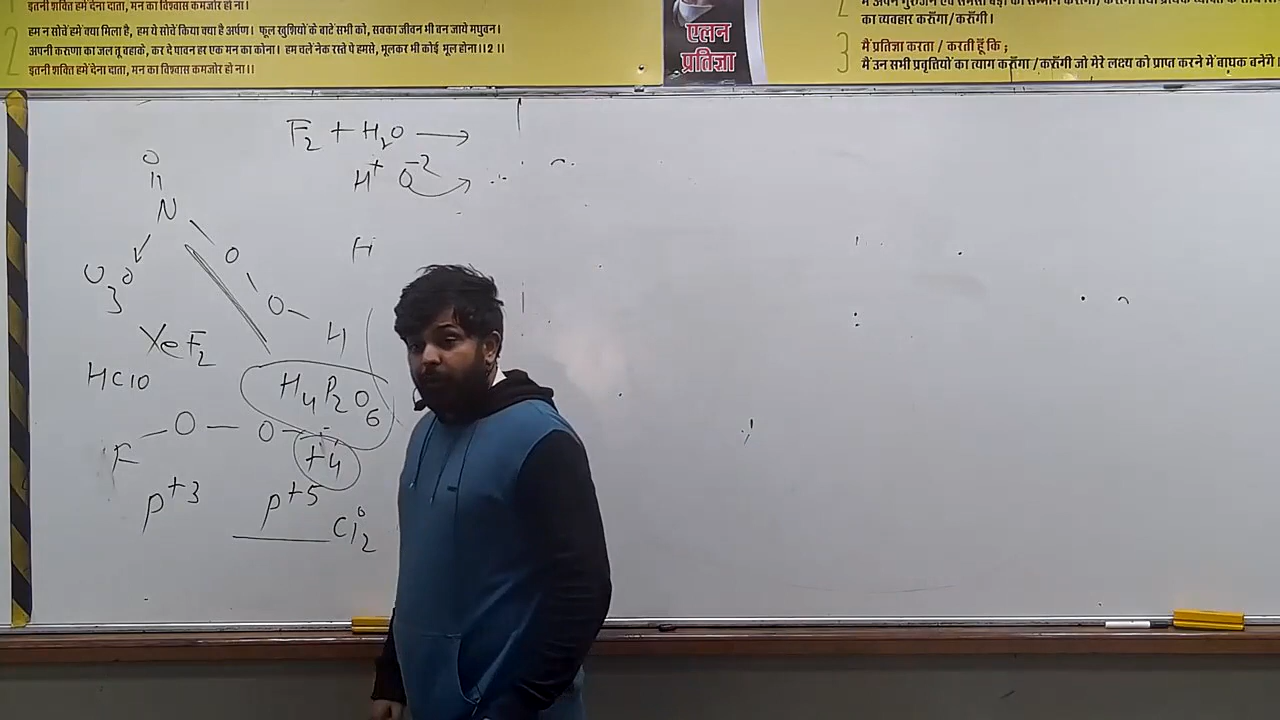 इतनी शक्ति हमें देना दाता, मन का विश्वास कमजोर हो ना।
2 हम न सोचें हमें क्या मिला है, हम ये सोचें किया क्या है अर्पण। फूल खुशियों के बाटें सभी को, सबका जीवन भी बन जाये मधुबन।
अपनी करुणा का जल तू बहाके, कर दे पावन हर एक मन का कोना। हम चलें नेक रस्ते पे हमसे, भूलकर भी कोई भूल हो ना।। 2 ।।
इतनी शक्ति हमें देना दाता, मन का विश्वास कमजोर हो ना।।
एलन
प्रतिज्ञा
का व्यवहार करूँगा / करूँगी।
3 मैं प्रतिज्ञा करता / करती हूँ कि ;
मैं उन सभी प्रवृत्तियों का त्याग करूँगा / करूँगी जो मेरे लक्ष्य को प्राप्त करने में बाधक बनेंगे।
F2 + H2O →
H+ O-2
O
N
O
O
O
H
3
XeF2
HClO
H4P2O6
F - O - O -
+4
P+3 P+5
Cl2 0